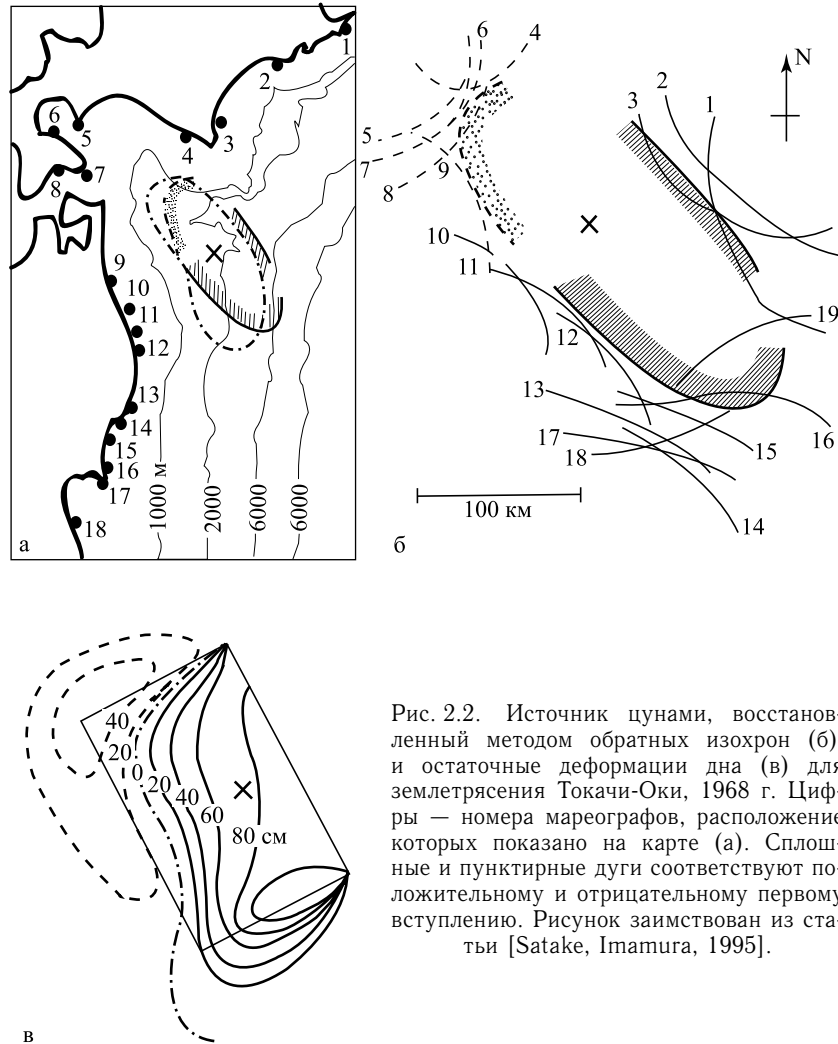 1
2
3
4
5
6
7
8
9
10
11
12
13
14
15
16
17
18
1000 м
2000
6000
6000
а
6
4
N
2
3
1
5
7
8
9
10
11
12
19
13
17
18
15
16
14
100 км
б
40
20
0
20
40
60
80 см
в
Рис. 2.2. Источник цунами, восстанов-
ленный методом обратных изохрон (б)
и остаточные деформации дна (в) для
землетрясения Токачи-Оки, 1968 г. Циф-
ры — номера мареографов, расположение
которых показано на карте (а). Сплош-
ные и пунктирные дуги соответствуют по-
ложительному и отрицательному первому
вступлению. Рисунок заимствован из ста-
тьи [Satake, Imamura, 1995].